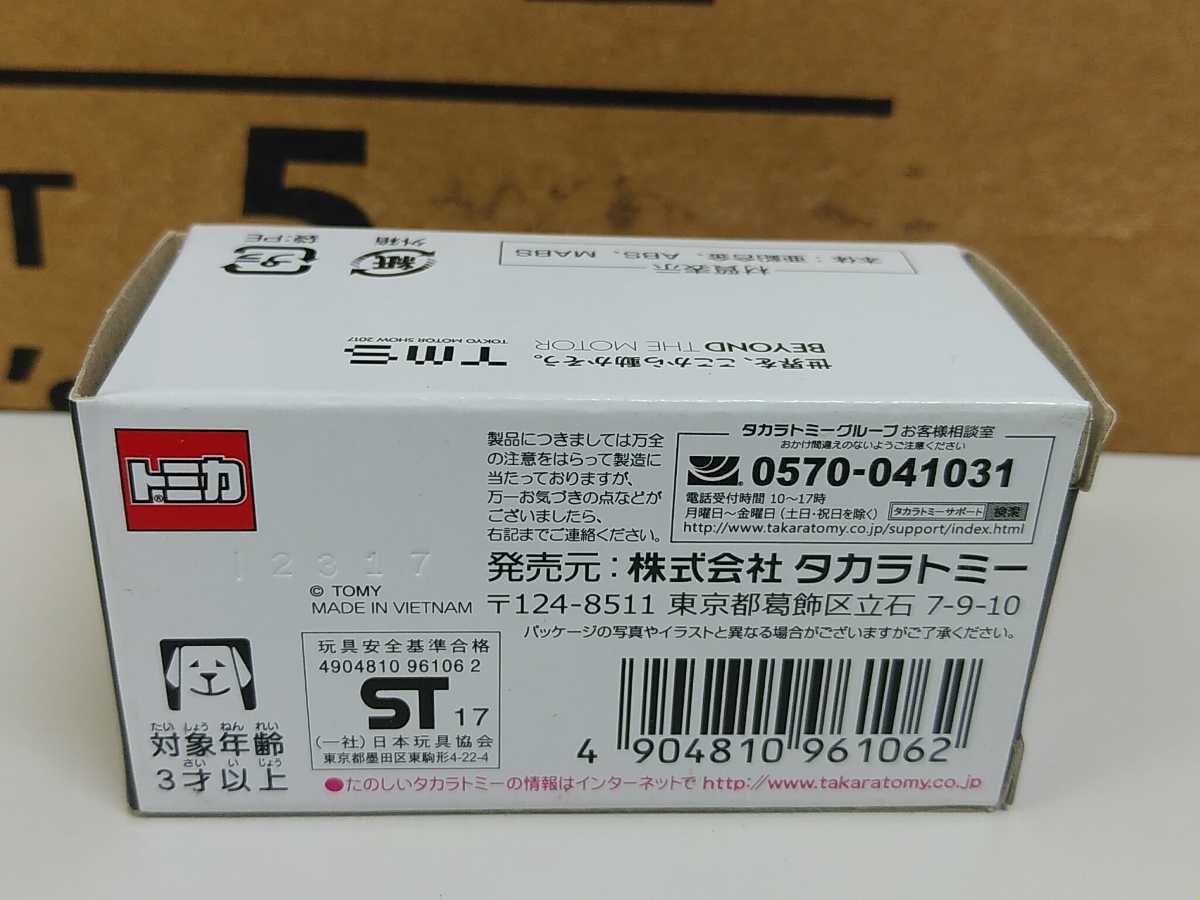 T 5
袋:PE
プラ
外箱
紙
材質表示
本体:亜鉛合金、ABS、MABS
TMS
TOKYO MOTOR SHOW 2017
世界を、ここから動かそう。
BEYOND THE MOTOR
トミカ®
製品につきましては万全
の注意をはらって製造に
当たっておりますが、
万一お気づきの点などが
ございましたら、
右記までご連絡ください。
タカラトミーグループお客様相談室
おかけ間違えのないようご注意ください
0570-041031
電話受付時間 10〜17時
月曜日〜金曜日(土日・祝日を除く) タカラトミーサポート 検索
http://www.takaratomy.co.jp/support/index.html
12317
発売元:株式会社 タカラトミー
© TOMY
MADE IN VIETNAM
〒124-8511 東京都葛飾区立石 7-9-10
パッケージの写真やイラストと異なる場合がございますがご了承ください。
たいしょうねんれい
対象年齢
さいいじょう
3才以上
玩具安全基準合格
4904810 96106 2
ST 17
(一社)日本玩具協会
東京都墨田区東駒形4-22-4
4 904810 961062
●たのしいタカラトミーの情報はインターネットで http://www.takaratomy.co.jp